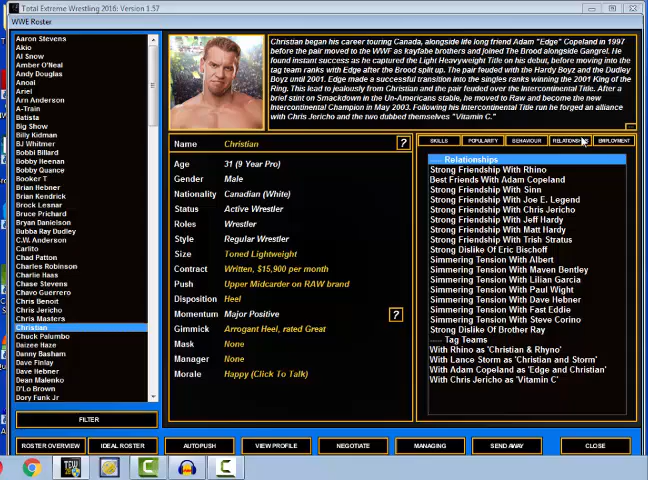 Total Extreme Wrestling 2016: Version 1.57
WWE Roster
Aaron Stevens
Akio
Al Snow
Amber O'Neal
Andy Douglas
Anoai
Ariel
Arn Anderson
A-Train
Batista
Big Show
Billy Kidman
BJ Whitmer
Bobbi Billard
Bobby Heenan
Bobby Quance
Booker T
Brian Hebner
Brian Kendrick
Brock Lesnar
Bruce Prichard
Bryan Danielson
Bubba Ray Dudley
C.W. Anderson
Carlito
Chad Patton
Charles Robinson
Charlie Haas
Chase Stevens
Chavo Guerrero
Chris Benoit
Chris Jericho
Chris Masters
Christian
Chuck Palumbo
Daizee Haze
Danny Basham
Dave Finlay
Dave Hebner
Dean Malenko
D'Lo Brown
Dory Funk Jr
FILTER
Christian began his career touring Canada, alongside life long friend Adam "Edge" Copeland in 1997
before the pair moved to the WWF as kayfabe brothers and joined The Brood alongside Gangrel. He
found instant success as he captured the Light Heavyweight Title on his debut, before moving into the
tag team ranks with Edge after the Brood split up. The pair feuded with the Hardy Boyz and the Dudley
Boyz until 2001. Edge made a successful transition into the singles ranks winning the 2001 King of the
Ring. This lead to jealously from Christian and the pair feuded over the Intercontinental Title. After a
brief stint on Smackdown in the Un-Americans stable, he moved to Raw and become the new
Intercontinental Champion in May 2003. Following his Intercontinental Title run he forged an alliance
with Chris Jericho and the two dubbed themselves "Vitamin C."
Name Christian ?
Age 31 (9 Year Pro)
Gender Male
Nationality Canadian (White)
Status Active Wrestler
Roles Wrestler
Style Regular Wrestler
Size Toned Lightweight
Contract Written, $15,900 per month
Push Upper Midcarder on RAW brand
Disposition Heel
Momentum Major Positive ?
Gimmick Arrogant Heel, rated Great
Mask None
Manager None
Morale Happy (Click To Talk)
SKILLS POPULARITY BEHAVIOUR RELATIONSHIPS EMPLOYMENT
---- Relationships
Strong Friendship With Rhino
Best Friends With Adam Copeland
Strong Friendship With Sinn
Strong Friendship With Joe E. Legend
Strong Friendship With Chris Jericho
Strong Friendship With Jeff Hardy
Strong Friendship With Matt Hardy
Strong Friendship With Trish Stratus
Strong Dislike Of Eric Bischoff
Simmering Tension With Albert
Simmering Tension With Maven Bentley
Simmering Tension With Lilian Garcia
Simmering Tension With Paul Wight
Simmering Tension With Dave Hebner
Simmering Tension With Fast Eddie
Simmering Tension With Steve Corino
Strong Dislike Of Brother Ray
---- Tag Teams
With Rhino as 'Christian & Rhyno'
With Lance Storm as 'Christian and Storm'
With Adam Copeland as 'Edge and Christian'
With Chris Jericho as 'Vitamin C'
ROSTER OVERVIEW IDEAL ROSTER AUTOPUSH VIEW PROFILE NEGOTIATE MANAGING SEND AWAY CLOSE